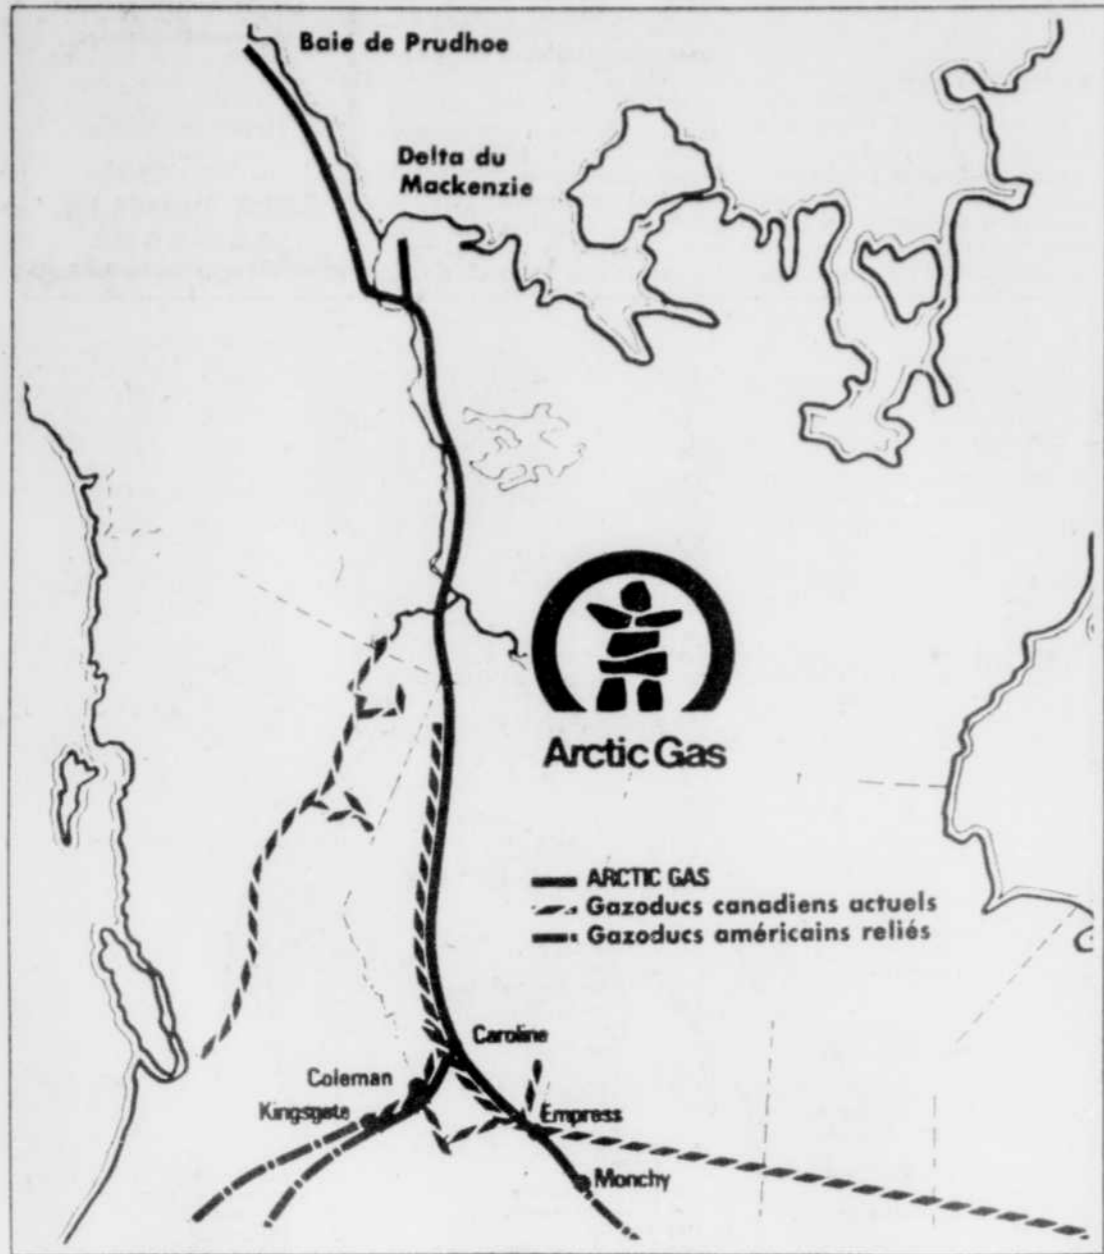 Baie de Prudhoe
Delta du
Mackenzie
Arctic Gas
ARCTIC GAS
Gazoducs canadiens actuels
Gazoducs américains reliés
Caroline
Coleman
Kingsgate
Empress
Monchy